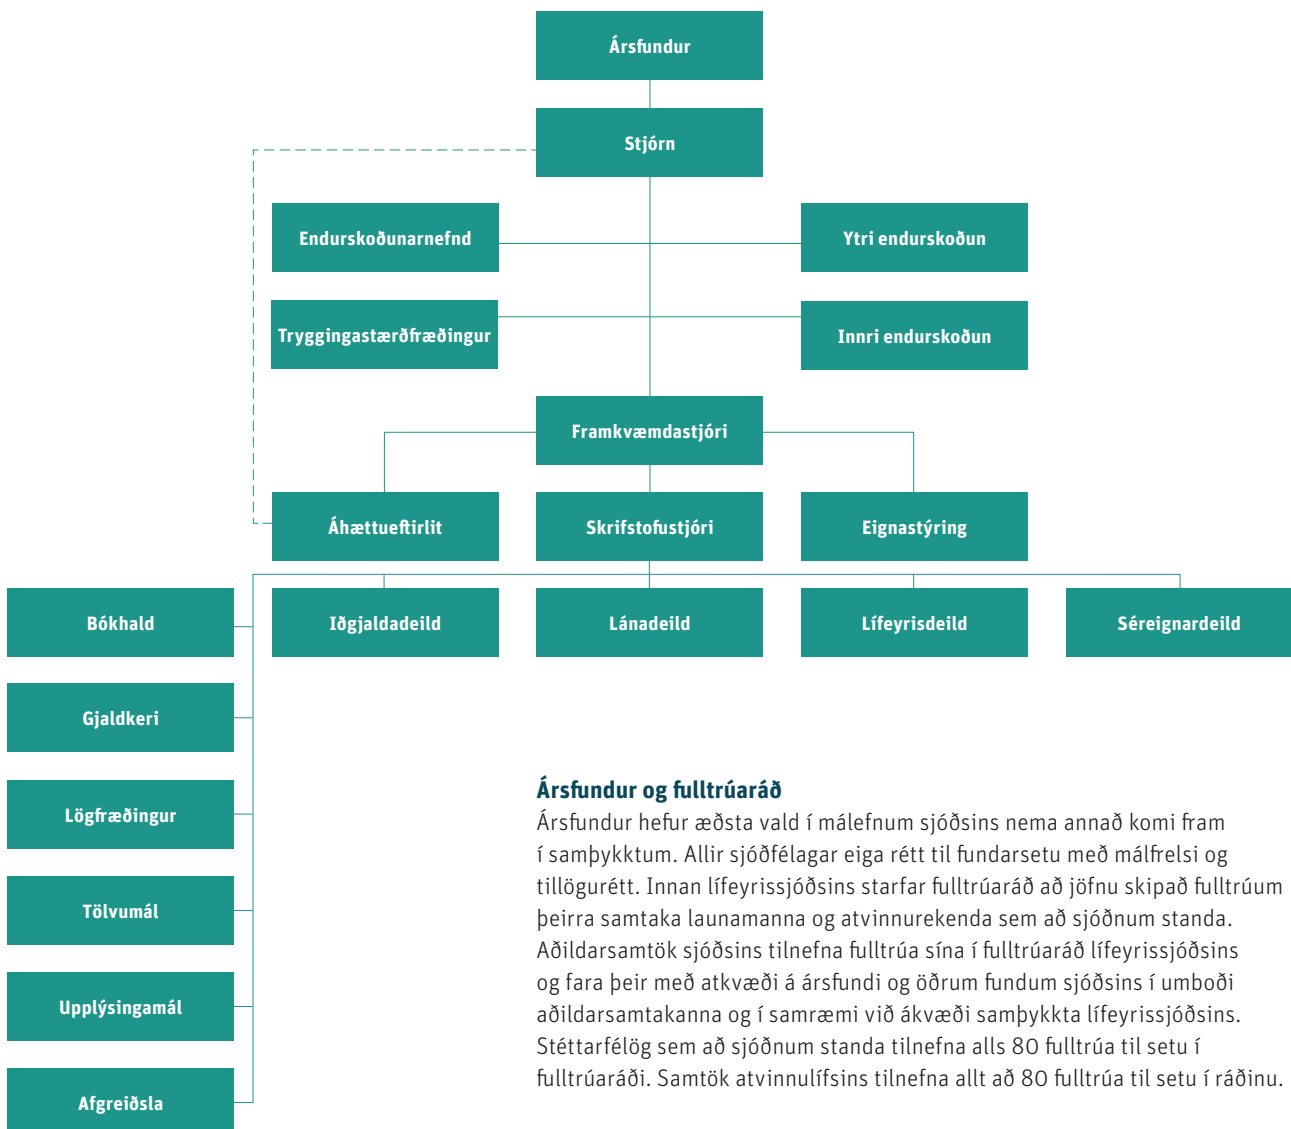 Ársfundur
Stjórn
Endurskoðunarnefnd
Ytri endurskoðun
Tryggingastærðfræðingur
Innri endurskoðun
Framkvæmdastjóri
Áhættueftirlit
Skrifstofustjóri
Eignastýring
Bókhald
Iðgjaldadeild
Lánadeild
Lífeyrisdeild
Séreignardeild
Gjaldkeri
Lögfræðingur
Tölvumál
Upplýsingamál
Afgreiðsla
Ársfundur og fulltrúaráð
Ársfundur hefur æðsta vald í málefnum sjóðsins nema annað komi fram
í samþykktum. Allir sjóðfélagar eiga rétt til fundarsetu með málfrelsi og
tillögurétt. Innan lífeyrissjóðsins starfar fulltrúaráð að jöfnu skipað fulltrúum
þeirra samtaka launamanna og atvinnurekenda sem að sjóðnum standa.
Aðildarsamtök sjóðsins tilnefna fulltrúa sína í fulltrúaráð lífeyrissjóðsins
og fara þeir með atkvæði á ársfundi og öðrum fundum sjóðsins í umboði
aðildarsamtakanna og í samræmi við ákvæði samþykkta lífeyrissjóðsins.
Stéttarfélög sem að sjóðnum standa tilnefna alls 80 fulltrúa til setu í
fulltrúaráði. Samtök atvinnulífsins tilnefna allt að 80 fulltrúa til setu í ráðinu.